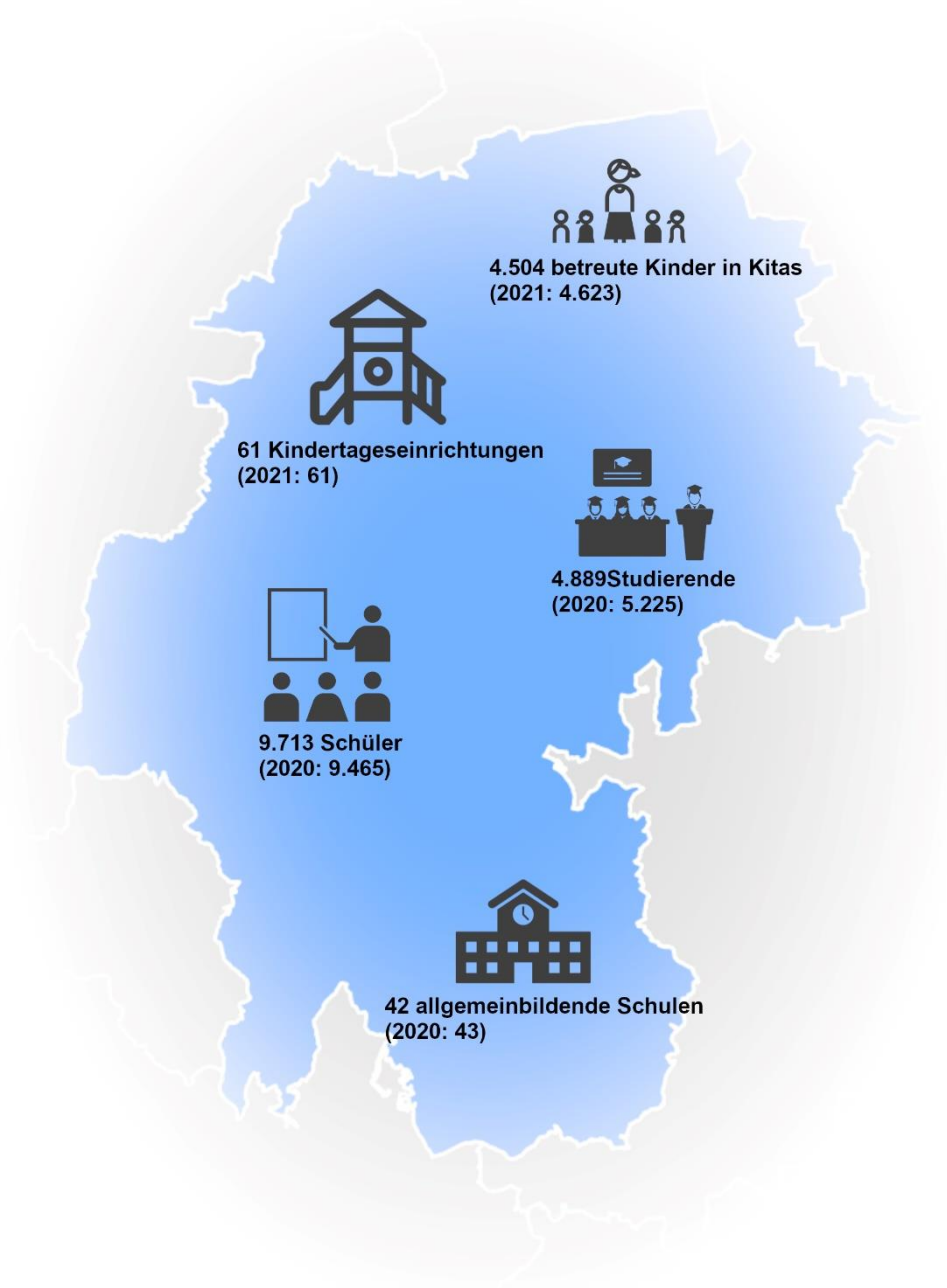 4.504 betreute Kinder in Kitas
(2021: 4.623)
61 Kindertageseinrichtungen
(2021: 61)
4.889Studierende
(2020: 5.225)
9.713 Schüler
(2020: 9.465)
42 allgemeinbildende Schulen
(2020: 43)